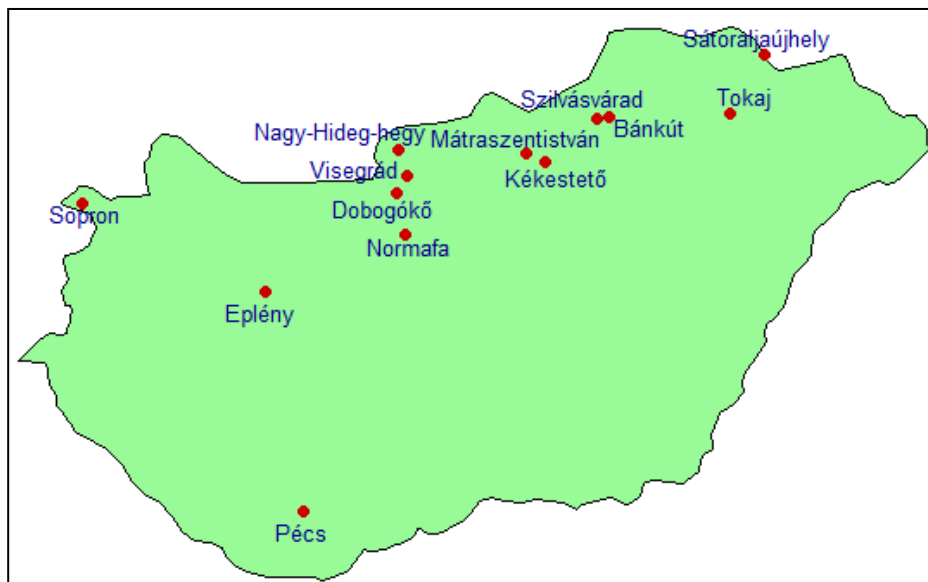 Sátoraljaújhely
Szilvásvárad
Tokaj
Bánkút
Nagy-Hideg-hegy
Mátraszentistván
Visegrád
Kékestető
Sopron
Dobogókő
Normafa
Eplény
Pécs